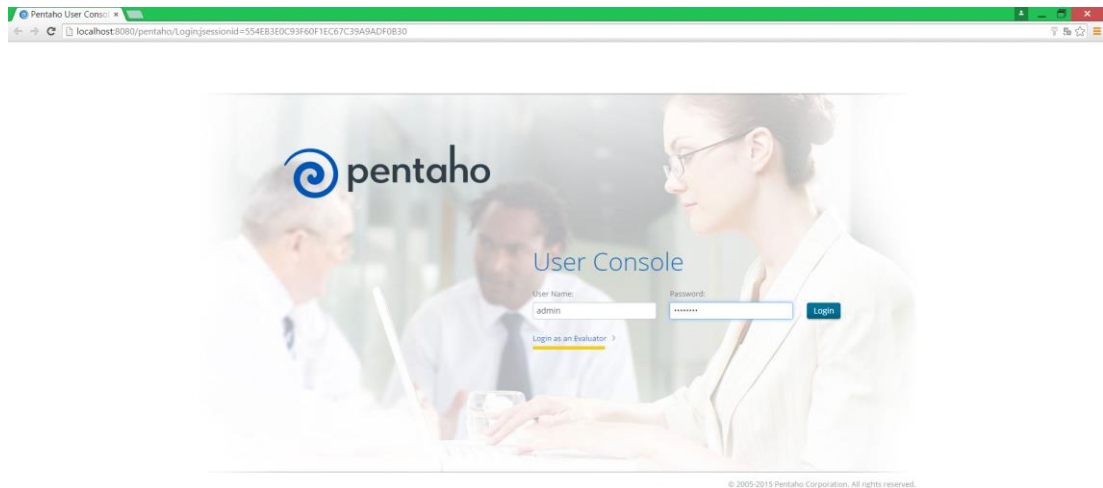 Pentaho User Consol
localhost:8080/pentaho/Login;jsessionid=554EB3E0C93F60F1EC67C39A9ADF0B30
pentaho
User Console
User Name: Password:
admin •••••••• Login
Login as an Evaluator >
© 2005-2015 Pentaho Corporation. All rights reserved.